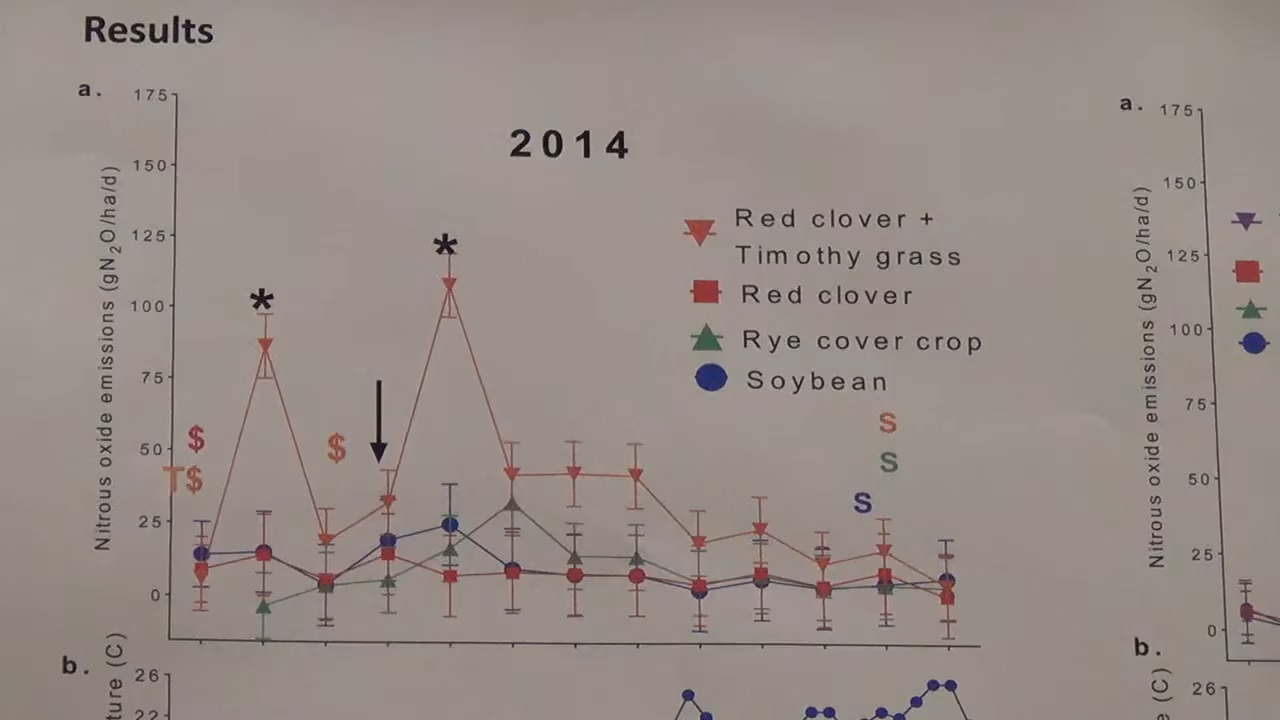 Results
a.
2014
Nitrous oxide emissions (gN2O/ha/d)
175
150
125
100
75
50
25
0
Red clover +
Timothy grass
Red clover
Rye cover crop
Soybean
*
*
$
T$
$
S
S
S
b.
ture (C)
26
22
a.
Nitrous oxide emissions (gN2O/ha/d)
175
150
125
100
75
50
25
0
b.
e (C)
26